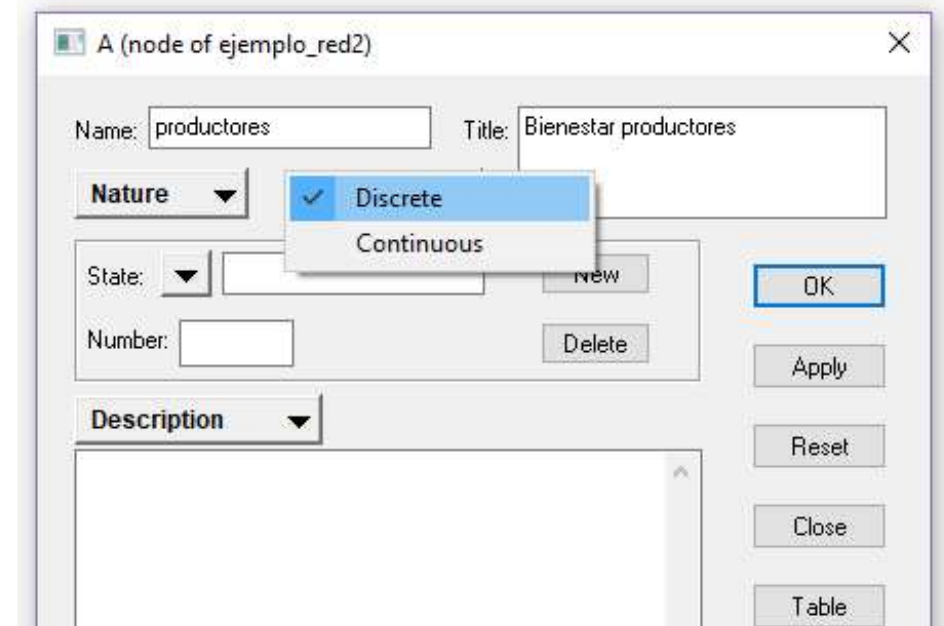 A (node of ejemplo_red2)
Name: productores
Title: Bienestar productores
Nature
Discrete
Continuous
State:
New
OK
Number:
Delete
Apply
Description
Reset
Close
Table